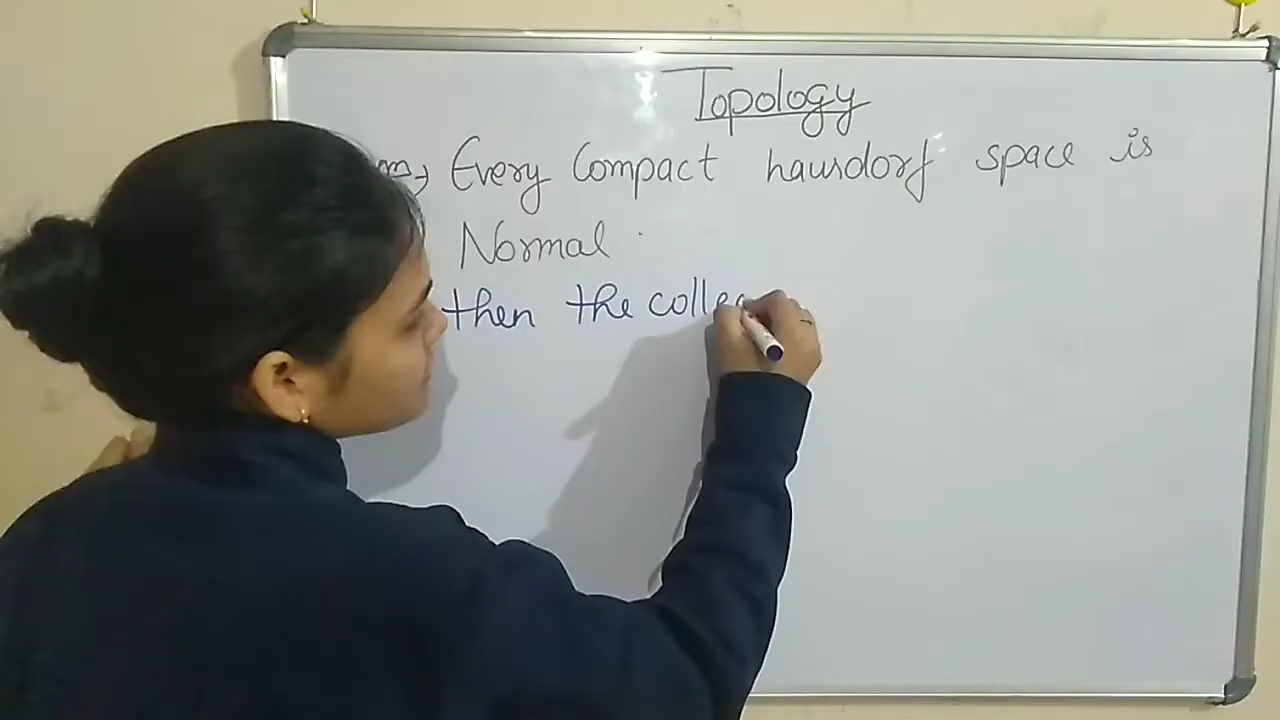 Topology
Every Compact hausdorf space is
Normal.
then the colle